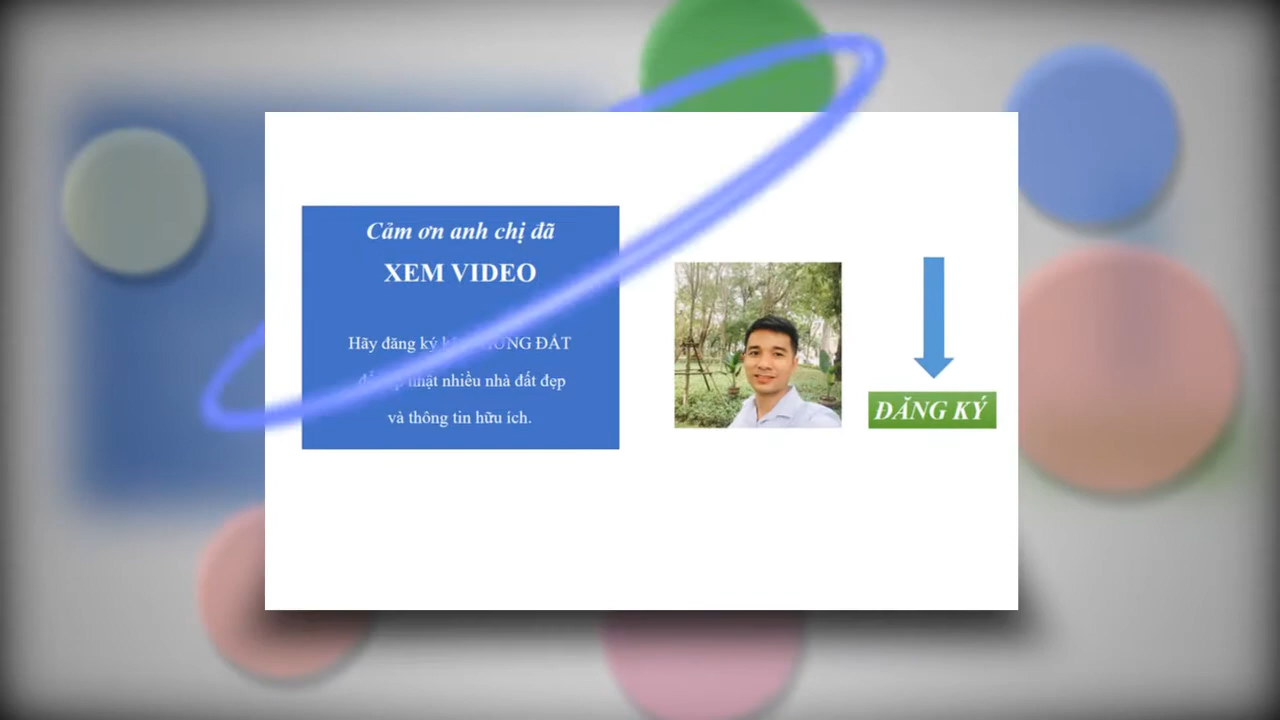 Cảm ơn anh chị đã
XEM VIDEO
Hãy đăng ký ĐẤT
nhật nhiều nhà đất đẹp
và thông tin hữu ích.
ĐĂNG KÝ